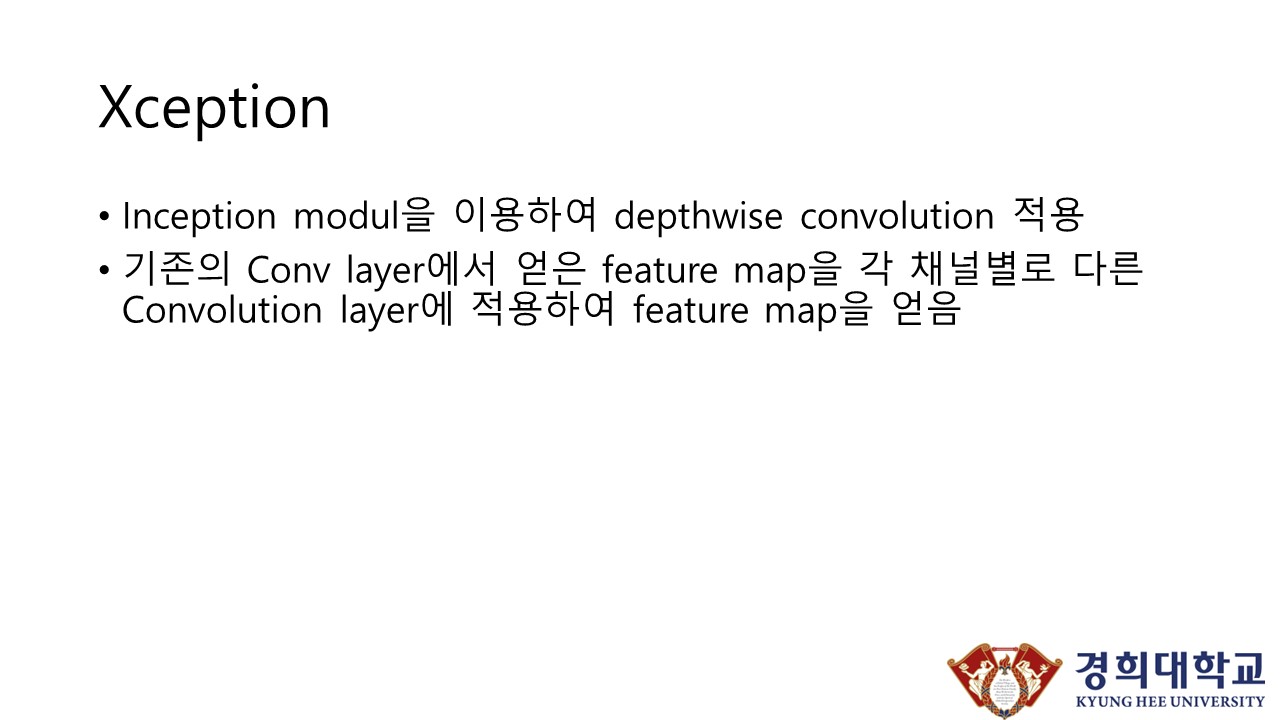 Xception
• Inception modul을 이용하여 depthwise convolution 적용
• 기존의 Conv layer에서 얻은 feature map을 각 채널별로 다른
Convolution layer에 적용하여 feature map을 얻음
경희대학교
KYUNG HEE UNIVERSITY